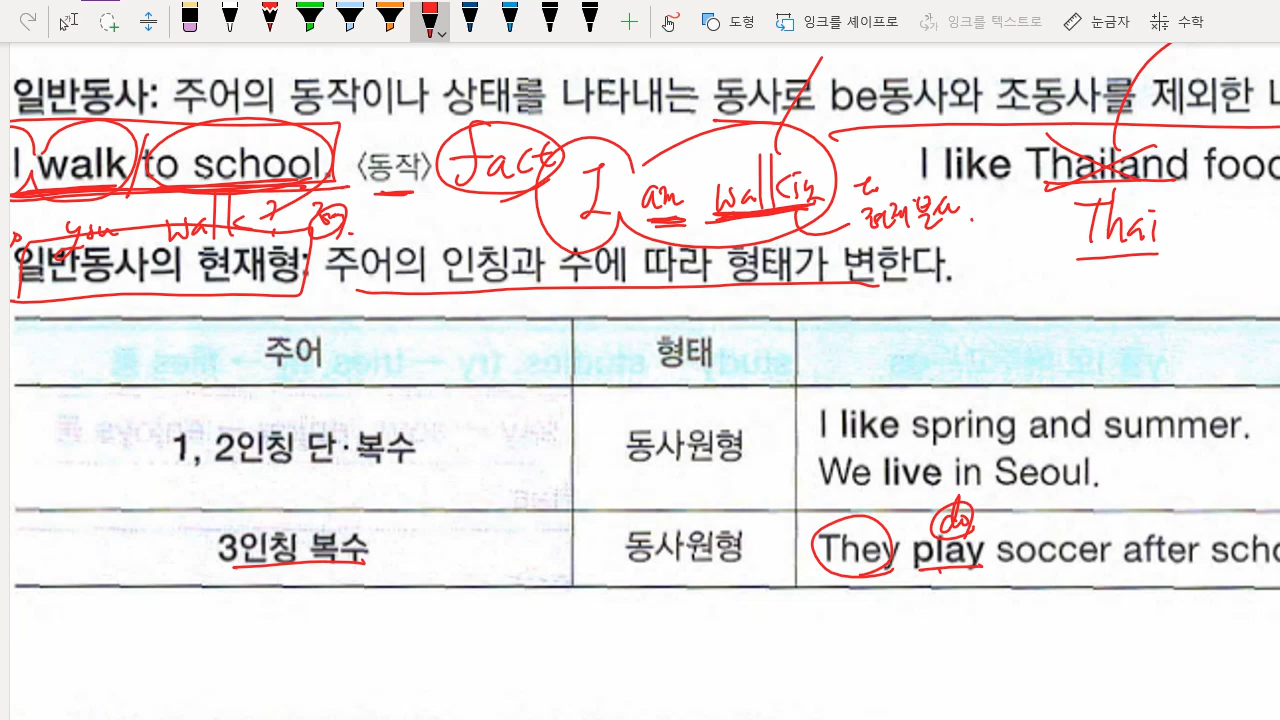 도형 잉크를 셰이프로 잉크를 텍스트로 눈금자 수학
일반동사: 주어의 동작이나 상태를 나타내는 동사로 be동사와 조동사를 제외한
I walk to school. 〈동작〉 fact I am walking to I like Thailand food
you walk? Thai
일반동사의 현재형: 주어의 인칭과 수에 따라 형태가 변한다.
주어 형태
1, 2인칭 단·복수 동사원형 I like spring and summer.
We live in Seoul.
do
3인칭 복수 동사원형 They play soccer after